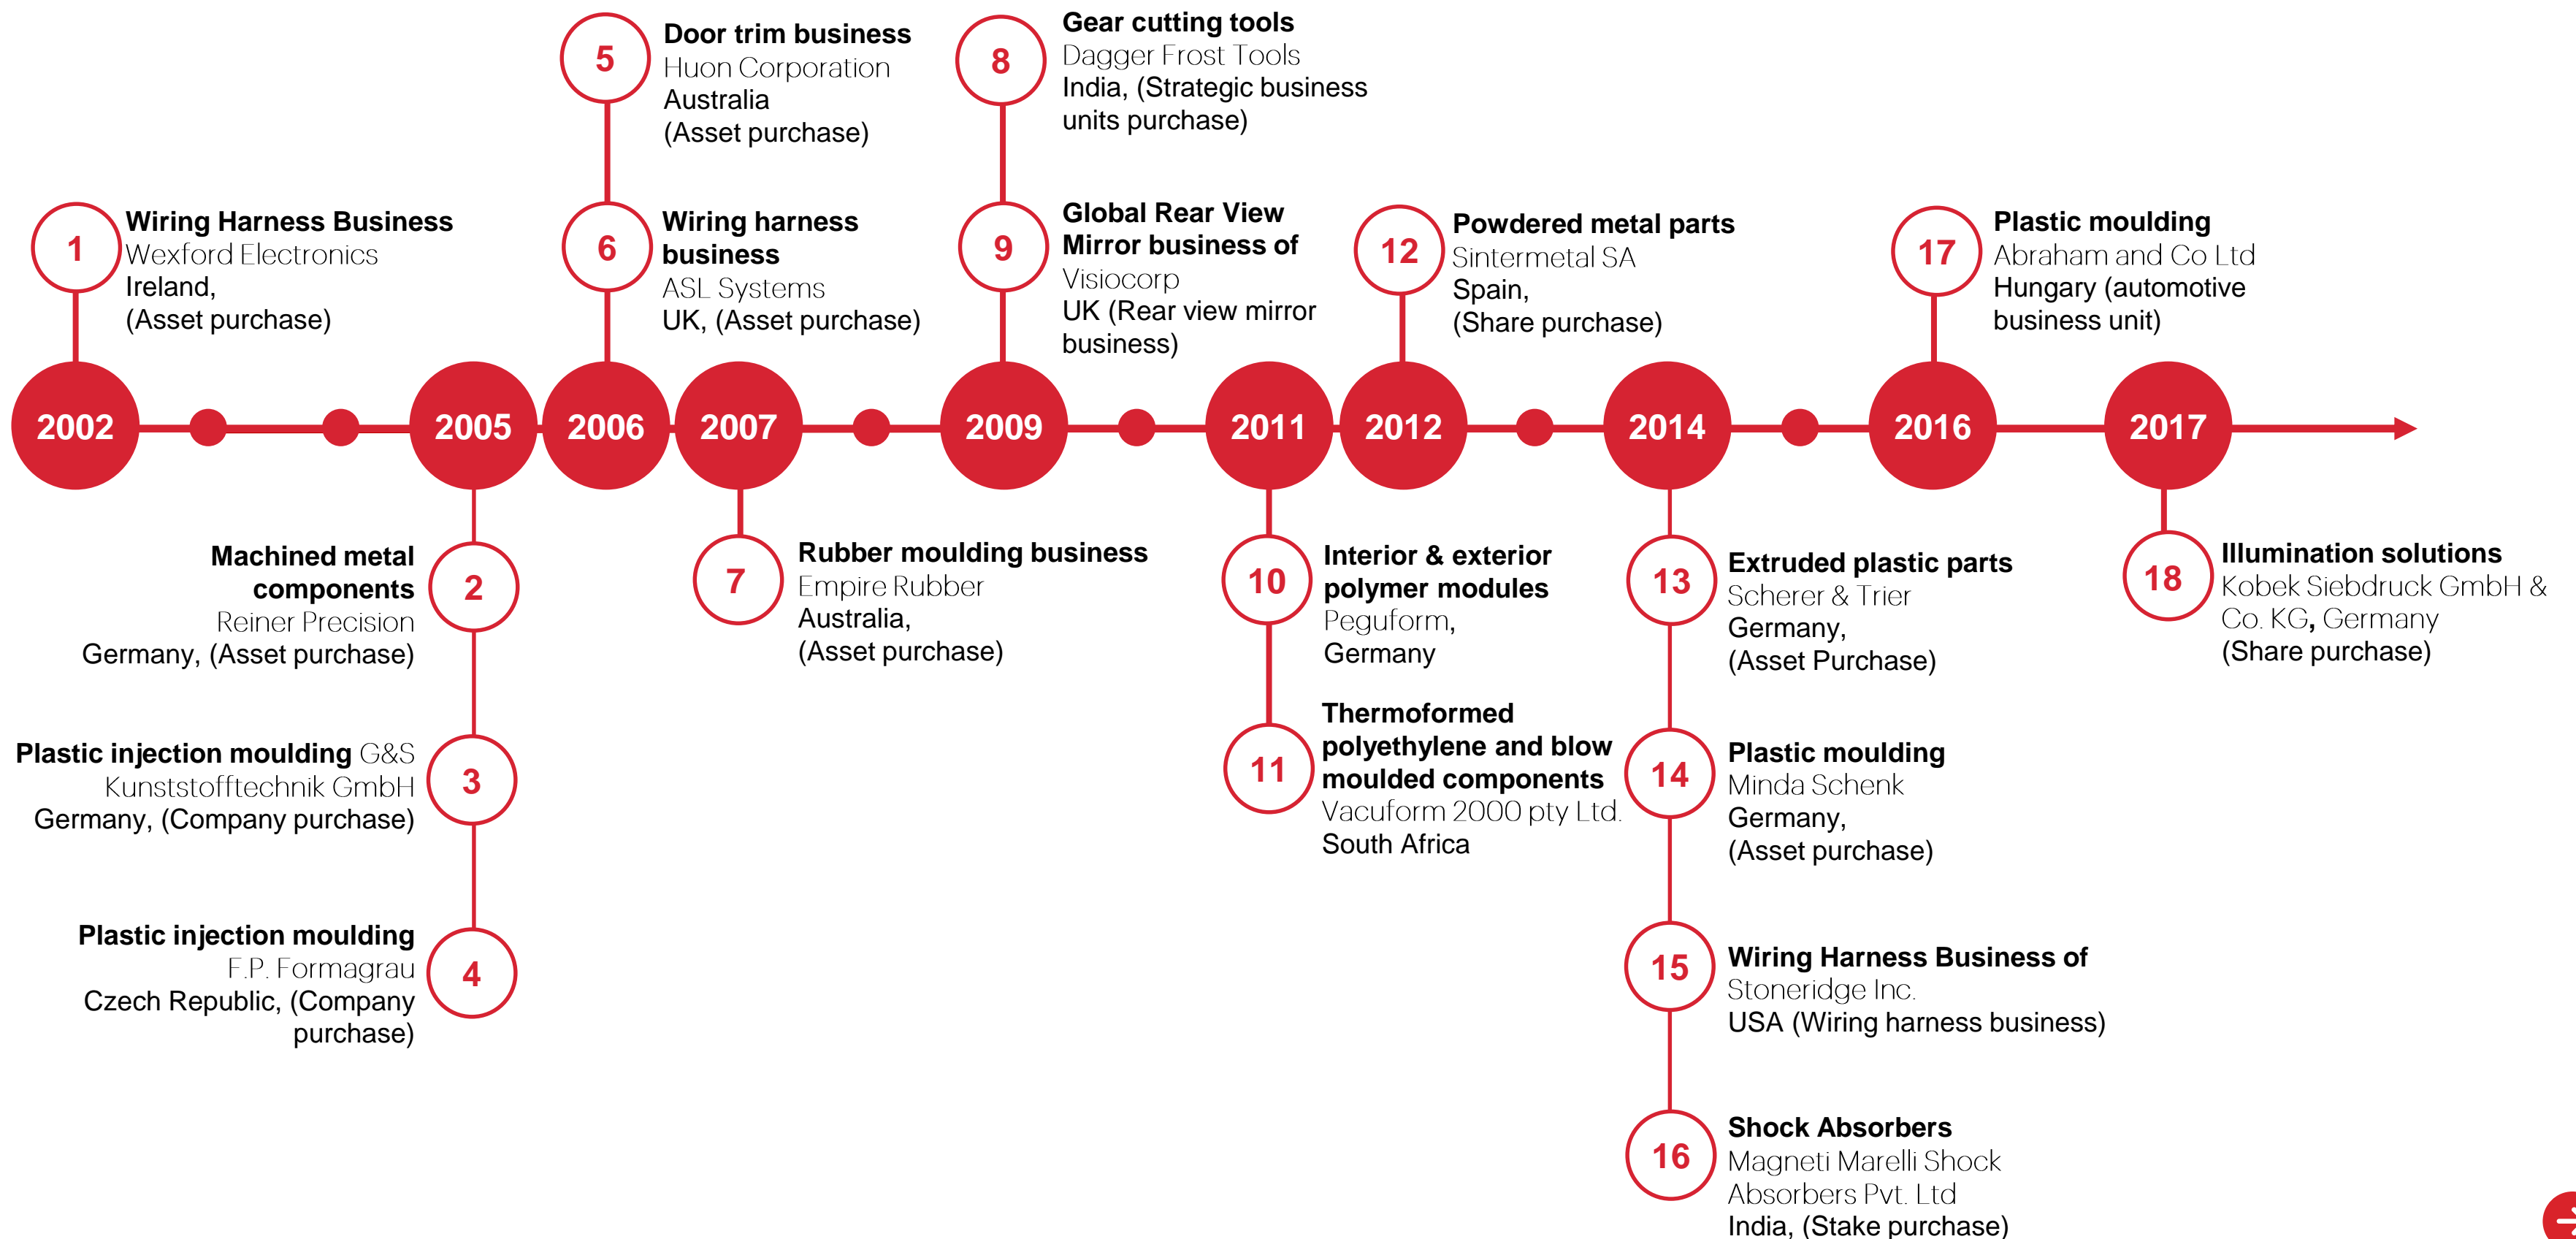 1
Wiring Harness Business
Wexford Electronics
Ireland,
(Asset purchase)
5
Door trim business
Huon Corporation
Australia
(Asset purchase)
6
Wiring harness
business
ASL Systems
UK, (Asset purchase)
8
Gear cutting tools
Dagger Frost Tools
India, (Strategic business
units purchase)
9
Global Rear View
Mirror business of
Visiocorp
UK (Rear view mirror
business)
12
Powdered metal parts
Sintermetal SA
Spain,
(Share purchase)
17
Plastic moulding
Abraham and Co Ltd
Hungary (automotive
business unit)
2002
2005
2006
2007
2009
2011
2012
2014
2016
2017
2
Machined metal
components
Reiner Precision
Germany, (Asset purchase)
3
Plastic injection moulding G&S
Kunststofftechnik GmbH
Germany, (Company purchase)
4
Plastic injection moulding
F.P. Formagrau
Czech Republic, (Company
purchase)
7
Rubber moulding business
Empire Rubber
Australia,
(Asset purchase)
10
Interior & exterior
polymer modules
Peguform,
Germany
11
Thermoformed
polyethylene and blow
moulded components
Vacuform 2000 pty Ltd.
South Africa
13
Extruded plastic parts
Scherer & Trier
Germany,
(Asset Purchase)
14
Plastic moulding
Minda Schenk
Germany,
(Asset purchase)
15
Wiring Harness Business of
Stoneridge Inc.
USA (Wiring harness business)
16
Shock Absorbers
Magneti Marelli Shock
Absorbers Pvt. Ltd
India, (Stake purchase)
18
Illumination solutions
Kobek Siebdruck GmbH &
Co. KG, Germany
(Share purchase)